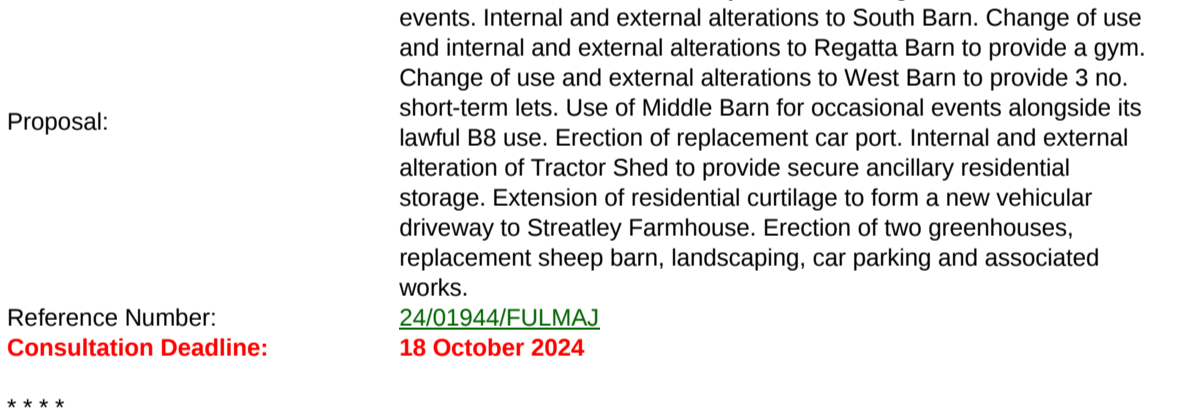 events. Internal and external alterations to South Barn. Change of use
and internal and external alterations to Regatta Barn to provide a gym.
Change of use and external alterations to West Barn to provide 3 no.
short-term lets. Use of Middle Barn for occasional events alongside its
Proposal:
lawful B8 use. Erection of replacement car port. Internal and external
alteration of Tractor Shed to provide secure ancillary residential
storage. Extension of residential curtilage to form a new vehicular
driveway to Streatley Farmhouse. Erection of two greenhouses,
replacement sheep barn, landscaping, car parking and associated
works.
Reference Number: 24/01944/FULMAJ
Consultation Deadline: 18 October 2024
* * * *